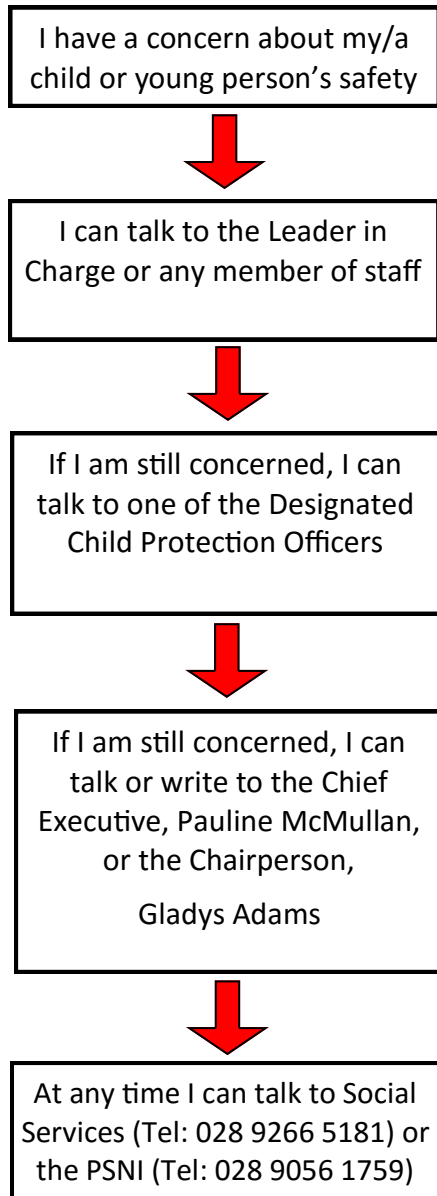 I have a concern about my/a
child or young person’s safety
I can talk to the Leader in
Charge or any member of staff
If I am still concerned, I can
talk to one of the Designated
Child Protection Officers
If I am still concerned, I can
talk or write to the Chief
Executive, Pauline McMullan,
or the Chairperson,
Gladys Adams
At any time I can talk to Social
Services (Tel: 028 9266 5181) or
the PSNI (Tel: 028 9056 1759)